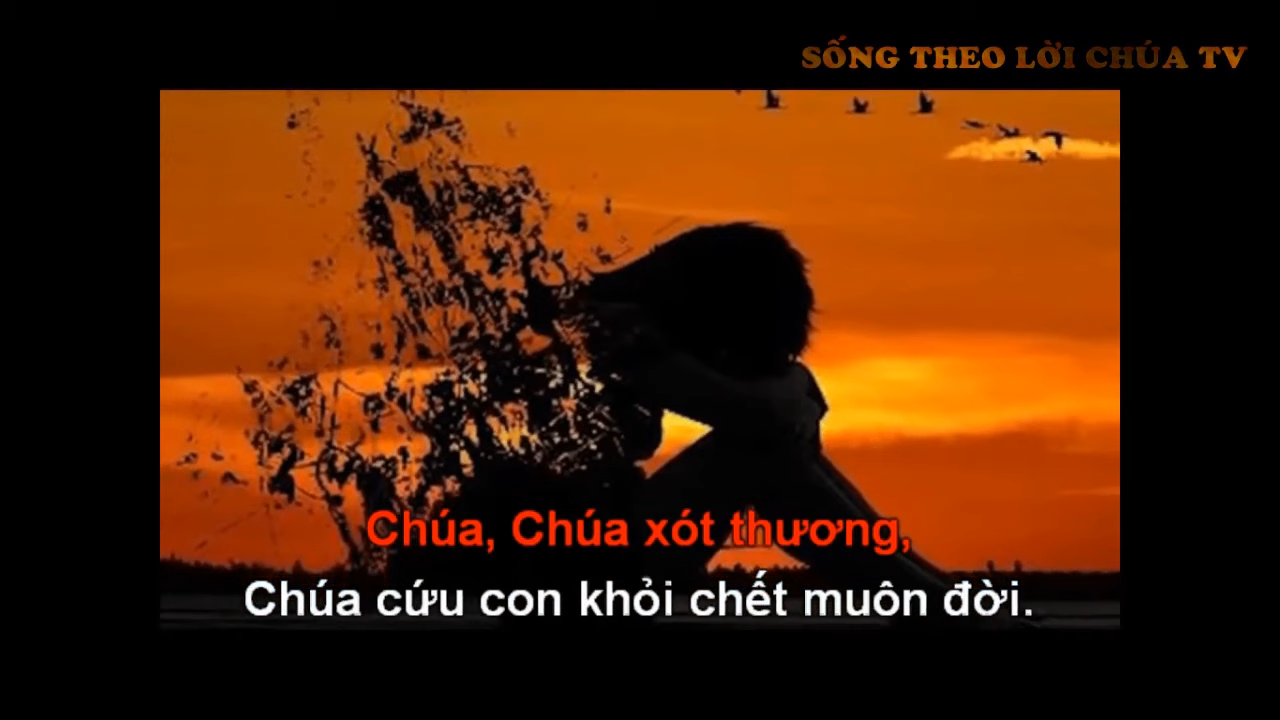 SỐNG THEO LỜI CHÚA TV
Chúa, Chúa xót thương,
Chúa cứu con khỏi chết muôn đời.